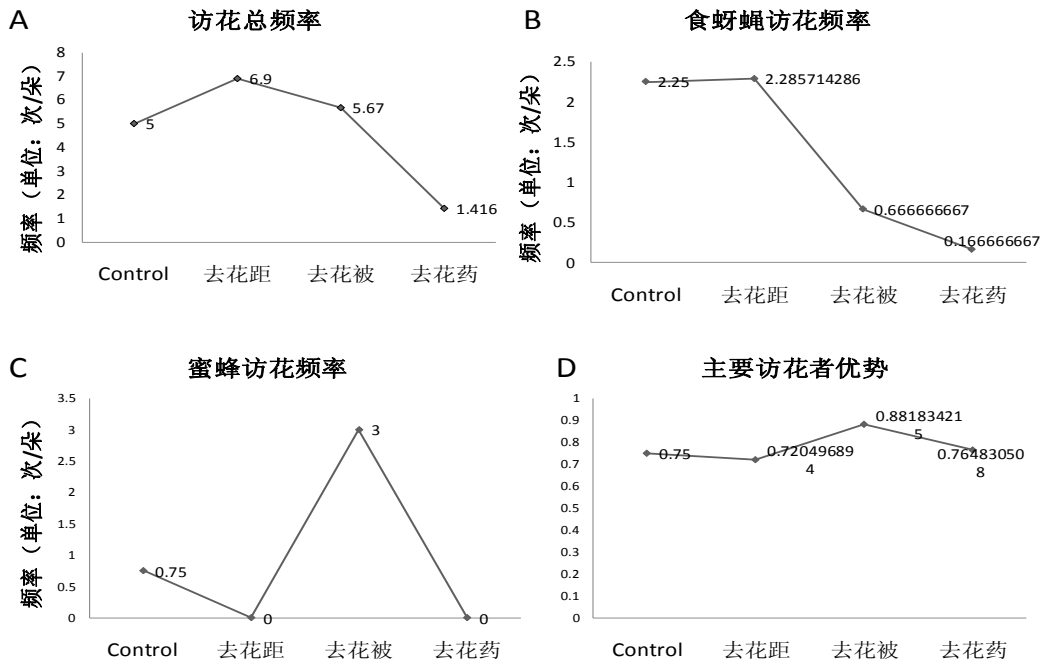 A
访花总频率
频率（单位：次/朵）
8
7
6
5
4
3
2
1
0
5
6.9
5.67
1.416
Control
去花距
去花被
去花药
B
食蚜蝇访花频率
频率（单位：次/朵）
2.5
2
1.5
1
0.5
0
2.25
2.285714286
0.666666667
0.166666667
Control
去花距
去花被
去花药
C
蜜蜂访花频率
频率（单位：次/朵）
3.5
3
2.5
2
1.5
1
0.5
0
0.75
0
3
0
Control
去花距
去花被
去花药
D
主要访花者优势
1
0.9
0.8
0.7
0.6
0.5
0.4
0.3
0.2
0.1
0
0.75
0.72049689
4
0.88183421
5
0.76483050
8
Control
去花距
去花被
去花药